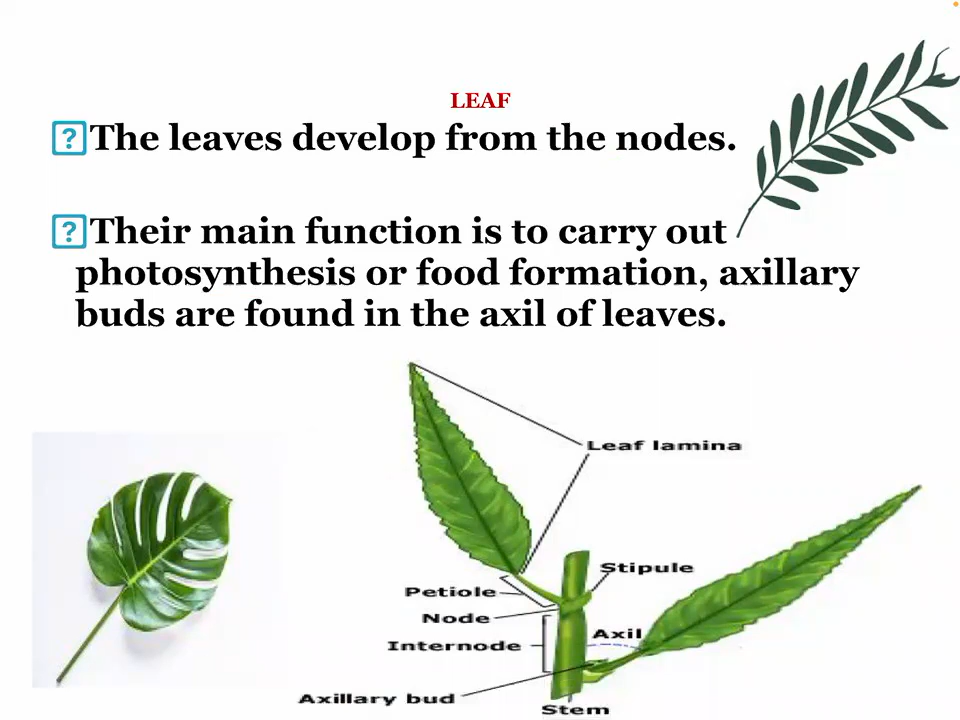 LEAF
The leaves develop from the nodes.
Their main function is to carry out
photosynthesis or food formation, axillary
buds are found in the axil of leaves.
Leaf lamina
Stipule
Petiole
Node
Axil
Internode
Axillary bud
Stem